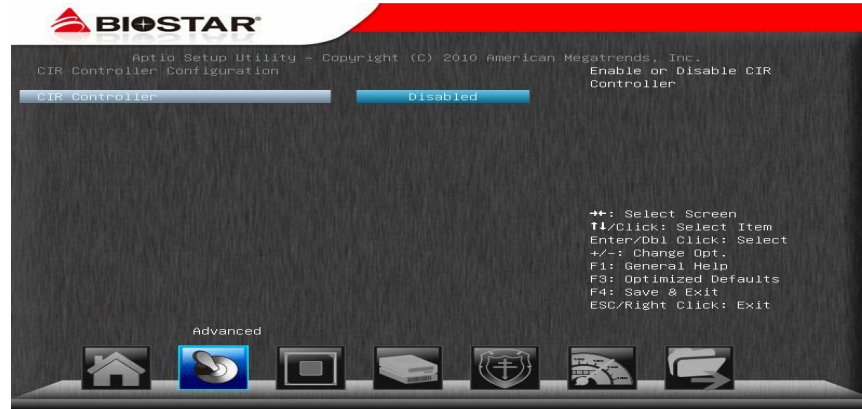 BIOSTAR®
Aptio Setup Utility – Copyright (C) 2010 American Megatrends, Inc.
CIR Controller Configuration
CIR Controller Disabled
Enable or Disable CIR
Controller
→←: Select Screen
↑↓/Click: Select Item
Enter/Dbl Click: Select
+/-: Change Opt.
F1: General Help
F3: Optimized Defaults
F4: Save & Exit
ESC/Right Click: Exit
Advanced